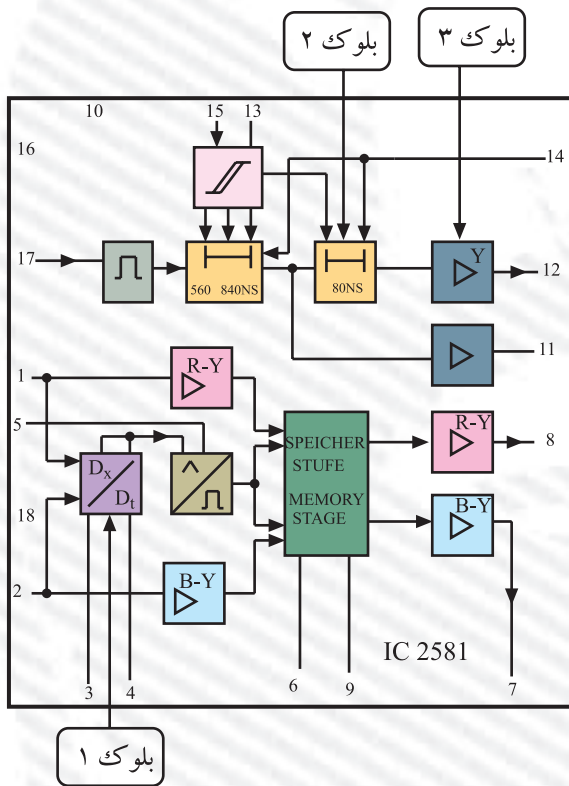 بلوک ۲
بلوک ۳
10
15
13
16
14
17
560
840NS
80NS
Y
12
11
1
R-Y
5
SPEICHER
STUFE
MEMORY
STAGE
R-Y
8
Dx
Dt
18
B-Y
2
B-Y
IC 2581
3
4
6
9
7
بلوک ۱